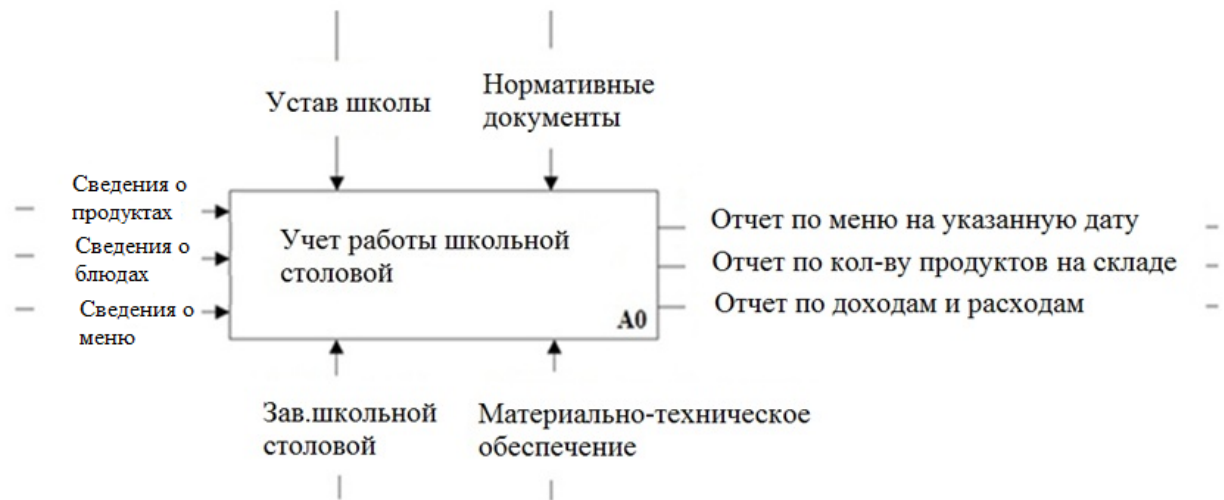 Устав школы
Нормативные
документы
Сведения о
продуктах
Сведения о
блюдах
Сведения о
меню
Учет работы школьной
столовой
A0
Отчет по меню на указанную дату
Отчет по кол-ву продуктов на складе
Отчет по доходам и расходам
Зав.школьной
столовой
Материально-техническое
обеспечение